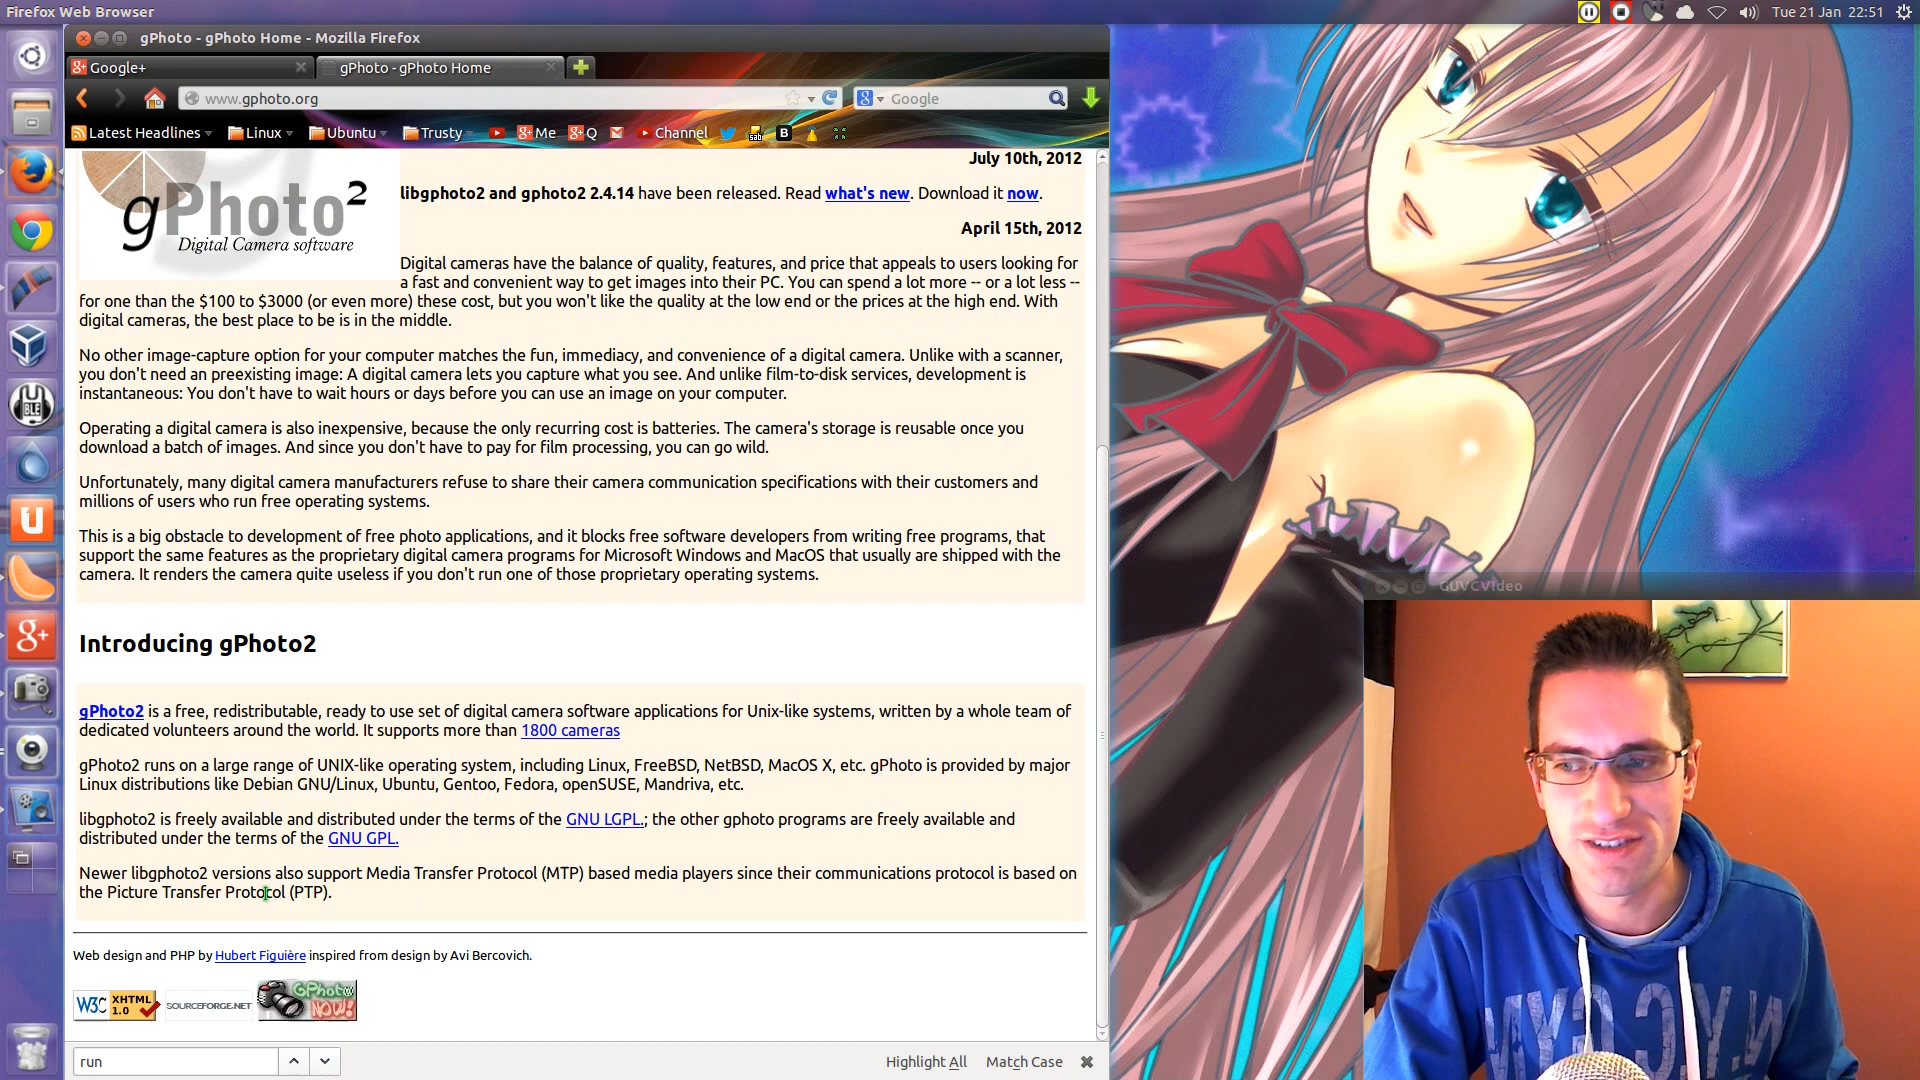 Firefox Web Browser
Tue 21 Jan 22:51
gPhoto - gPhoto Home - Mozilla Firefox
Google+
gPhoto - gPhoto Home
www.gphoto.org
Google
Latest Headlines
Linux
Ubuntu
Trusty
Me
Q
Channel
sab
B
July 10th, 2012
gPhoto²
Digital Camera software
libgphoto2 and gphoto2 2.4.14 have been released. Read what's new. Download it now.
April 15th, 2012
Digital cameras have the balance of quality, features, and price that appeals to users looking for
a fast and convenient way to get images into their PC. You can spend a lot more -- or a lot less --
for one than the $100 to $3000 (or even more) these cost, but you won't like the quality at the low end or the prices at the high end. With
digital cameras, the best place to be is in the middle.
No other image-capture option for your computer matches the fun, immediacy, and convenience of a digital camera. Unlike with a scanner,
you don't need an preexisting image: A digital camera lets you capture what you see. And unlike film-to-disk services, development is
instantaneous: You don't have to wait hours or days before you can use an image on your computer.
Operating a digital camera is also inexpensive, because the only recurring cost is batteries. The camera's storage is reusable once you
download a batch of images. And since you don't have to pay for film processing, you can go wild.
Unfortunately, many digital camera manufacturers refuse to share their camera communication specifications with their customers and
millions of users who run free operating systems.
This is a big obstacle to development of free photo applications, and it blocks free software developers from writing free programs, that
support the same features as the proprietary digital camera programs for Microsoft Windows and MacOS that usually are shipped with the
camera. It renders the camera quite useless if you don't run one of those proprietary operating systems.
GUVCVideo
Introducing gPhoto2
gPhoto2 is a free, redistributable, ready to use set of digital camera software applications for Unix-like systems, written by a whole team of
dedicated volunteers around the world. It supports more than 1800 cameras
gPhoto2 runs on a large range of UNIX-like operating system, including Linux, FreeBSD, NetBSD, MacOS X, etc. gPhoto is provided by major
Linux distributions like Debian GNU/Linux, Ubuntu, Gentoo, Fedora, openSUSE, Mandriva, etc.
libgphoto2 is freely available and distributed under the terms of the GNU LGPL.; the other gphoto programs are freely available and
distributed under the terms of the GNU GPL.
Newer libgphoto2 versions also support Media Transfer Protocol (MTP) based media players since their communications protocol is based on
the Picture Transfer Protocol (PTP).
Web design and PHP by Hubert Figuière inspired from design by Avi Bercovich.
W3C XHTML 1.0
SOURCEFORGE.NET
GPhoto NOW!
run
Highlight All
Match Case
N.Y.C.GYM